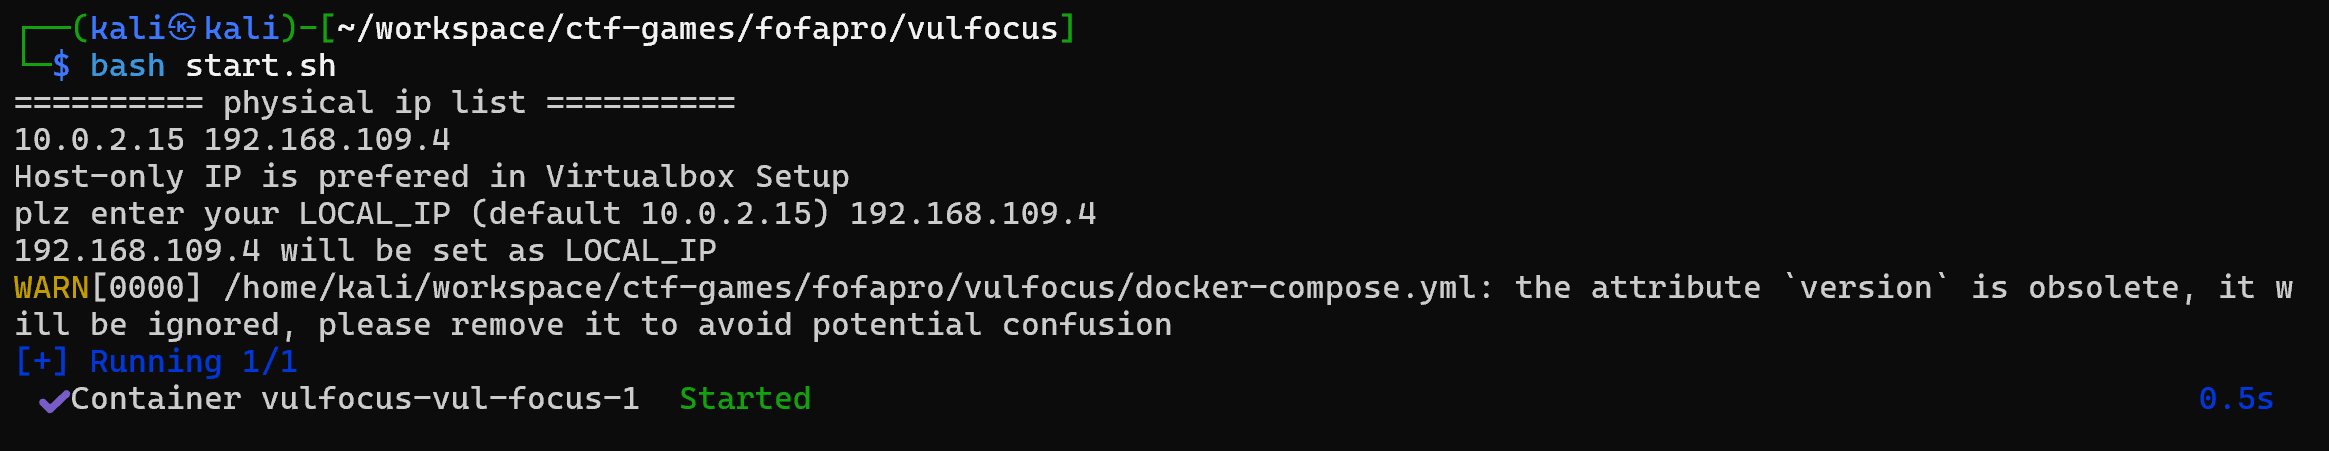 ┌──(kali㉿kali)-[~/workspace/ctf-games/fofapro/vulfocus]
└─$ bash start.sh
========== physical ip list ==========
10.0.2.15 192.168.109.4
Host-only IP is prefered in Virtualbox Setup
plz enter your LOCAL_IP (default 10.0.2.15) 192.168.109.4
192.168.109.4 will be set as LOCAL_IP
WARN[0000] /home/kali/workspace/ctf-games/fofapro/vulfocus/docker-compose.yml: the attribute `version` is obsolete, it w
ill be ignored, please remove it to avoid potential confusion
[+] Running 1/1
✔Container vulfocus-vul-focus-1  Started 0.5s